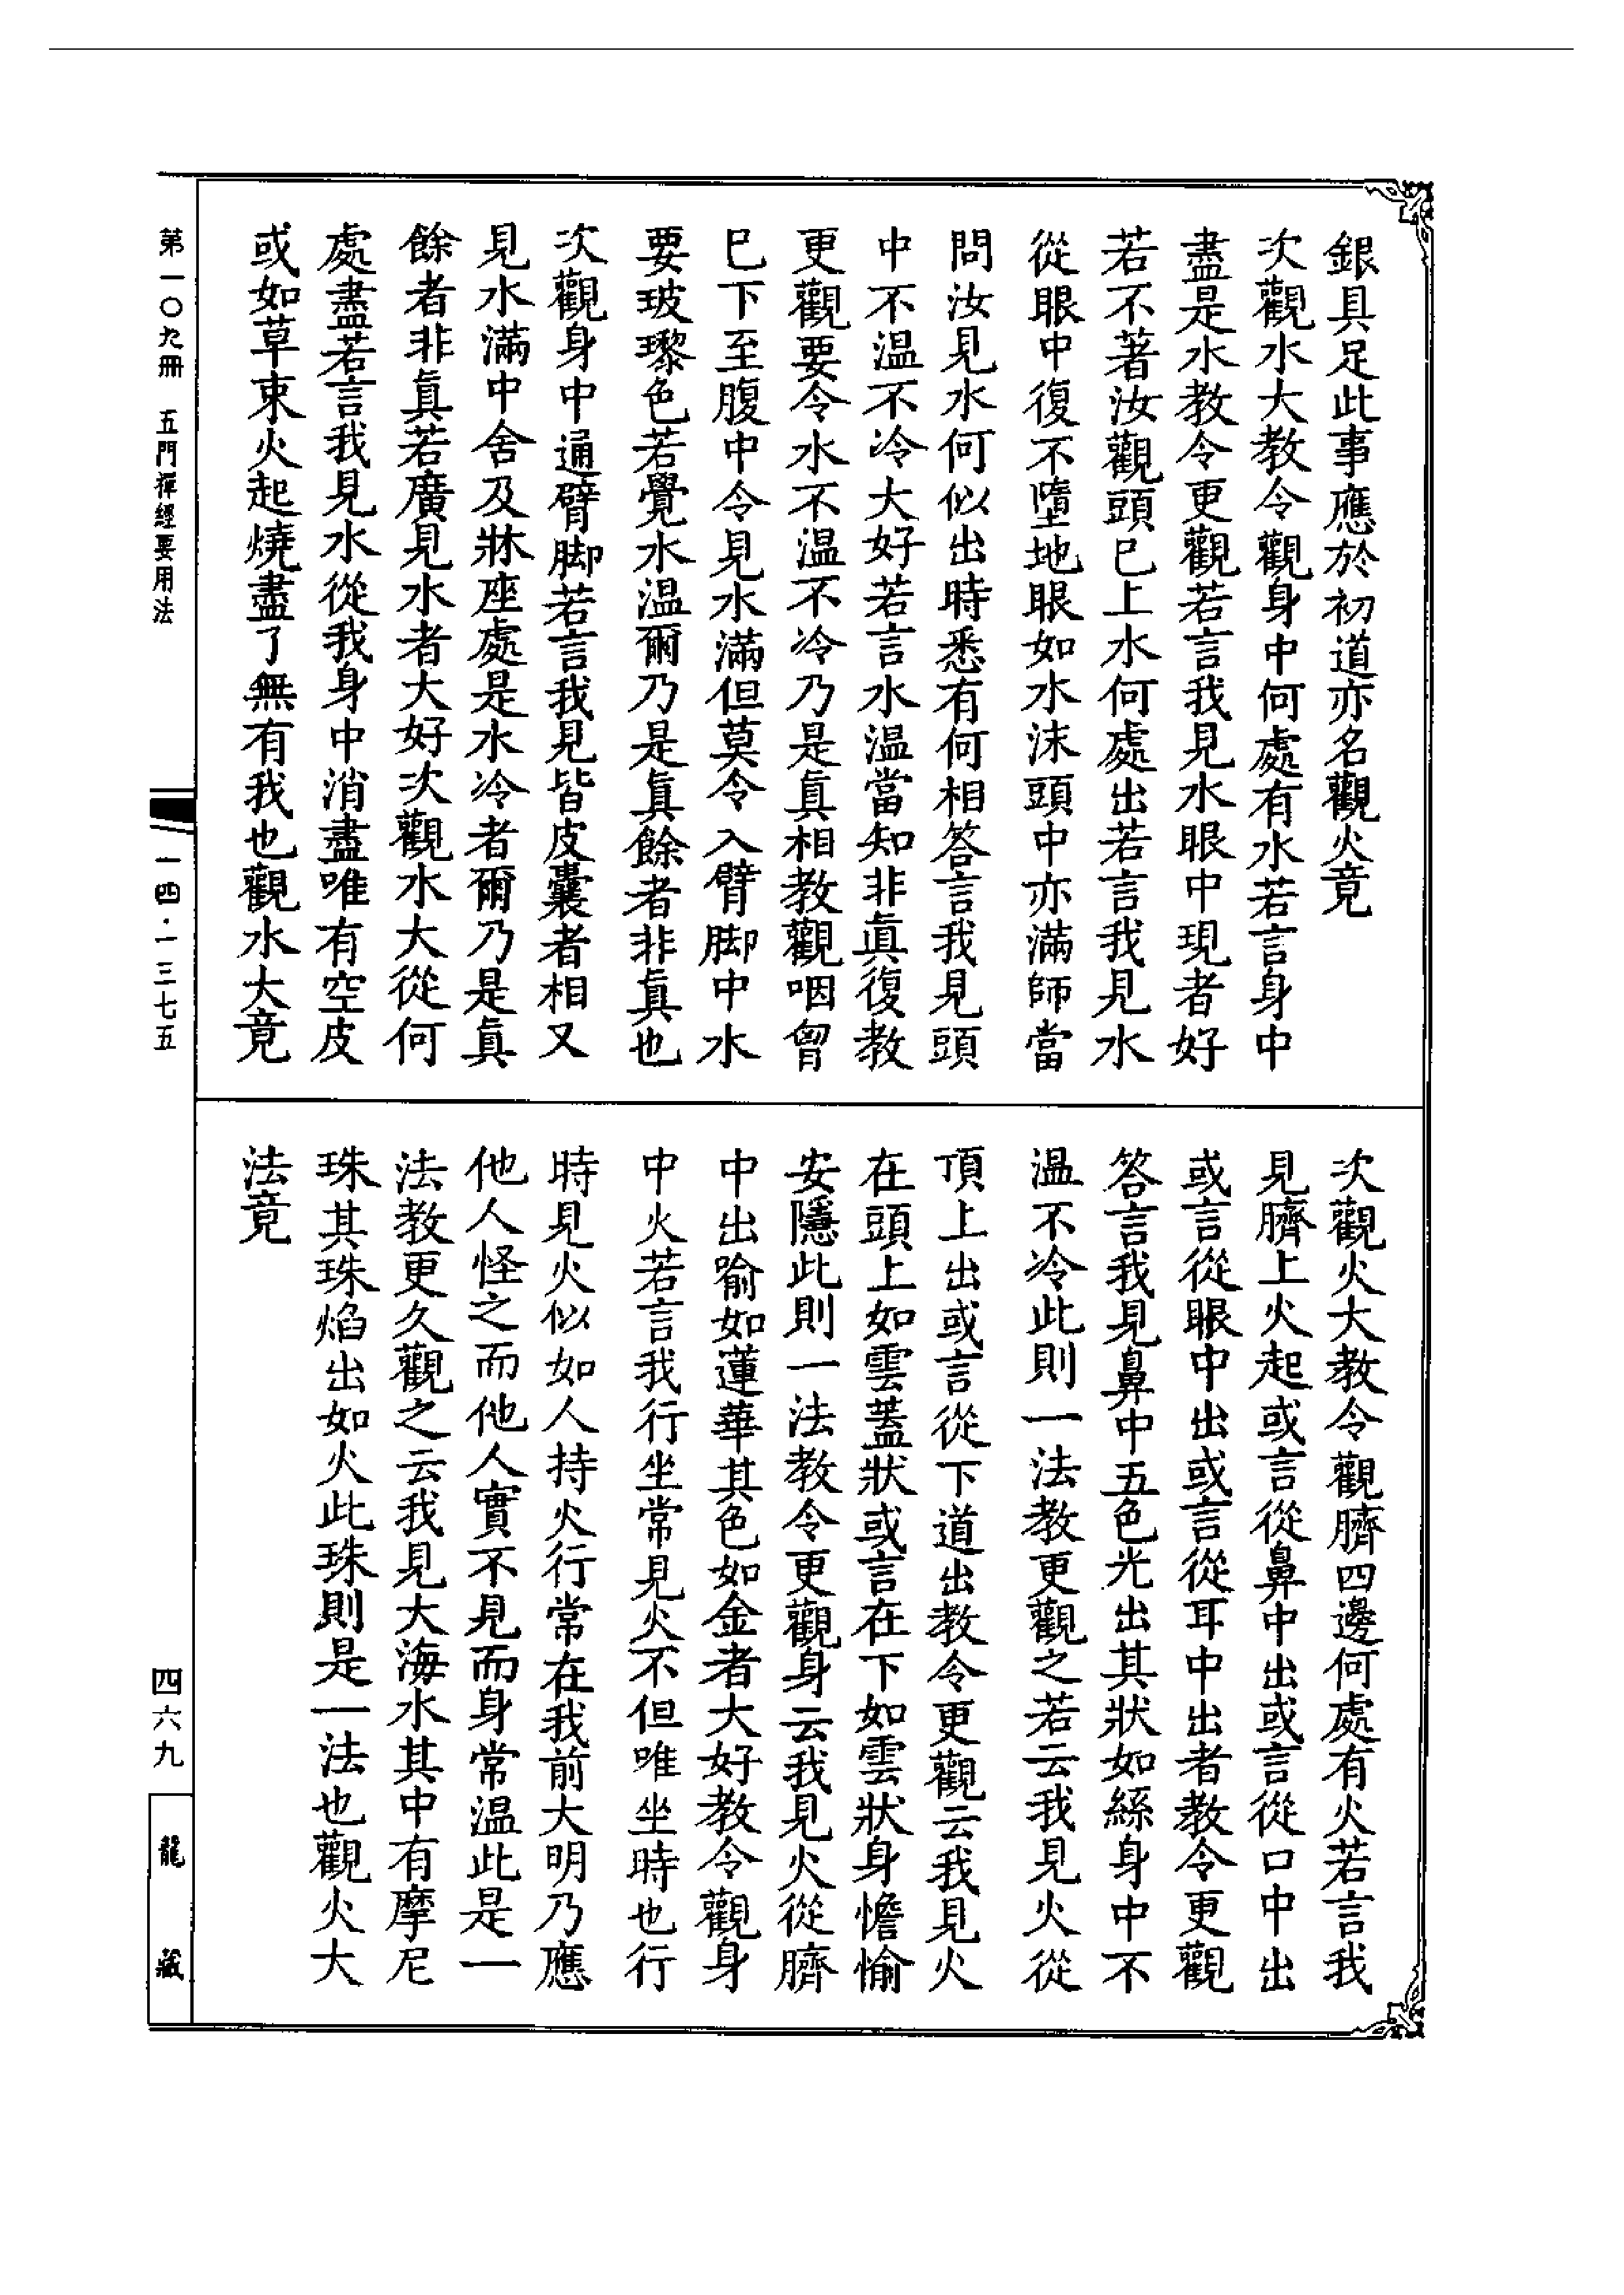 銀具足此事應於初道亦名觀火竟
次觀水大教令觀身中何處有水若言身中
盡是水教令更觀若言我見水眼中現者好
若不著汝觀頭已上水何處出若言我見水
從眼中復不墮地眼如水沫頭中亦滿師當
問汝見水何似出時悉有何相答言我見頭
中不温不冷大好若言水温當知非真復教
更觀要令水不温不冷乃是真相教觀咽曾
已下至腹中令見水滿但莫令入臂脚中水
要玻瓈色若覺水温爾乃是真餘者非真也
次觀身中通臂脚若言我見皆皮囊者相又
見水滿中舍及牀座處是水冷者爾乃是真
餘者非真若廣見水者大好次觀水大從何
處盡若言我見水從我身中消盡唯有空皮
或如草束火起燒盡了無有我也觀水大竟
次觀火大教令觀臍四邊何處有火若言我
見臍上火起或言從鼻中出或言從口中出
或言從眼中出或言從耳中出者教令更觀
答言我見鼻中五色光出其狀如絲身中不
温不冷此則一法教更觀之若云我見火從
頂上出或言從下道出教令更觀云我見火
在頭上如雲蓋狀或言在下如雲狀身憺愉
安隱此則一法教令更觀身云我見火從臍
中出喻如蓮華其色如金者大好教令觀身
中火若言我行坐常見火不但唯坐時也行
時見火似如人持火行常在我前大明乃應
他人怪之而他人實不見而身常温此是一
法教更久觀之云我見大海水其中有摩尼
珠其珠焰出如火此珠則是一法也觀火大
法竟
第一〇九冊 五門禪經要用法
一四·一三七五
四六九
龍藏